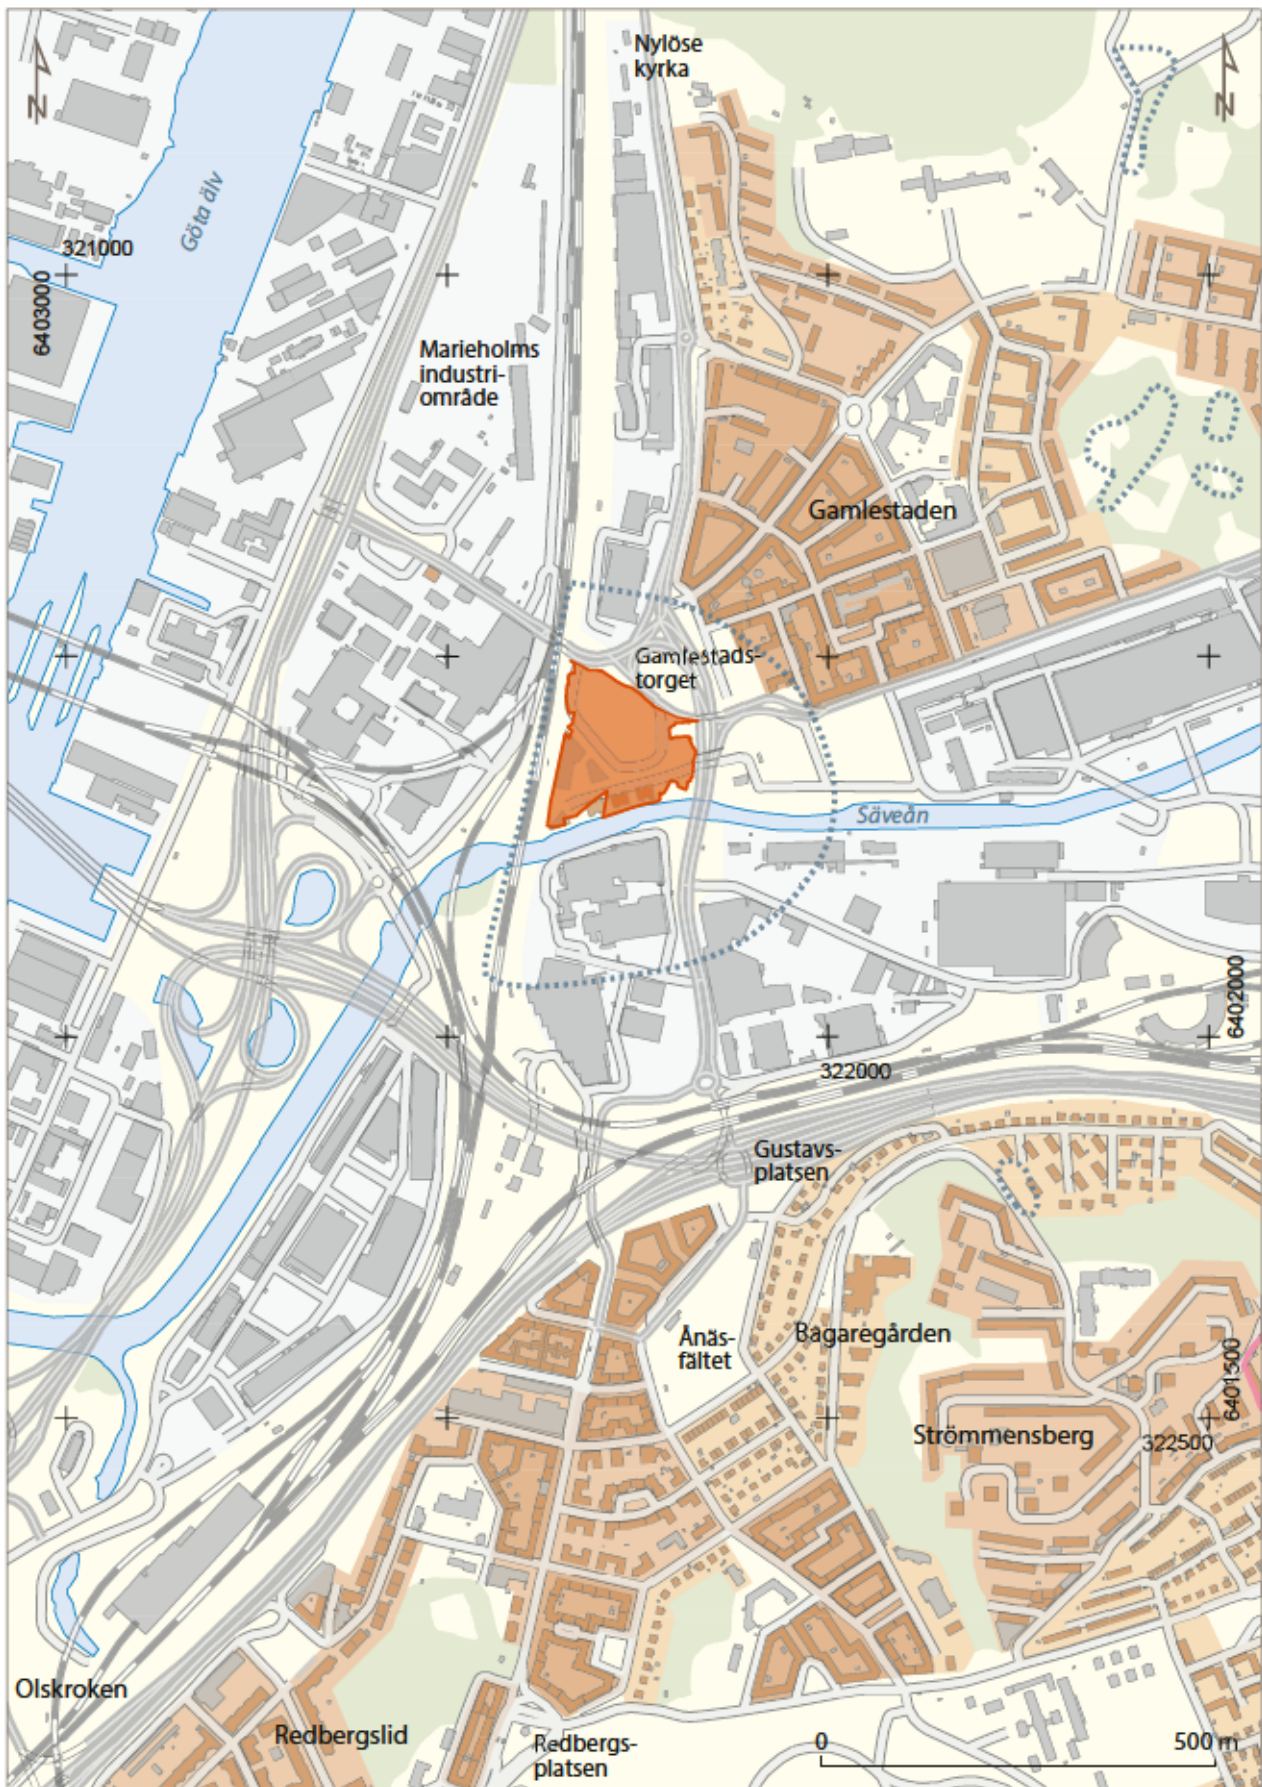 Nylöse
kyrka
N
N
Göta älv
321000
6403000
Marieholms
industri-
område
Gamlestaden
Gamlestads-
torget
Säveån
6402000
322000
Gustavs-
platsen
Ånäs-
fältet
Bagaregården
6401500
Strömmensberg
322500
Olskroken
Redbergslid
Redbergs-
platsen
0
500 m